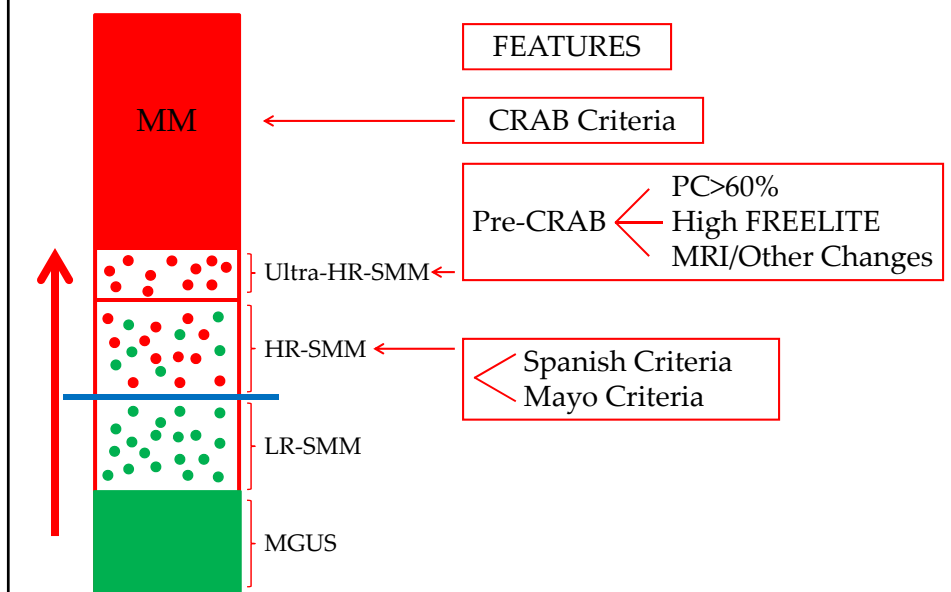 FEATURES
MM
CRAB Criteria
PC>60%
Pre-CRAB
High FREELITE
MRI/Other Changes
Ultra-HR-SMM
HR-SMM
Spanish Criteria
Mayo Criteria
LR-SMM
MGUS